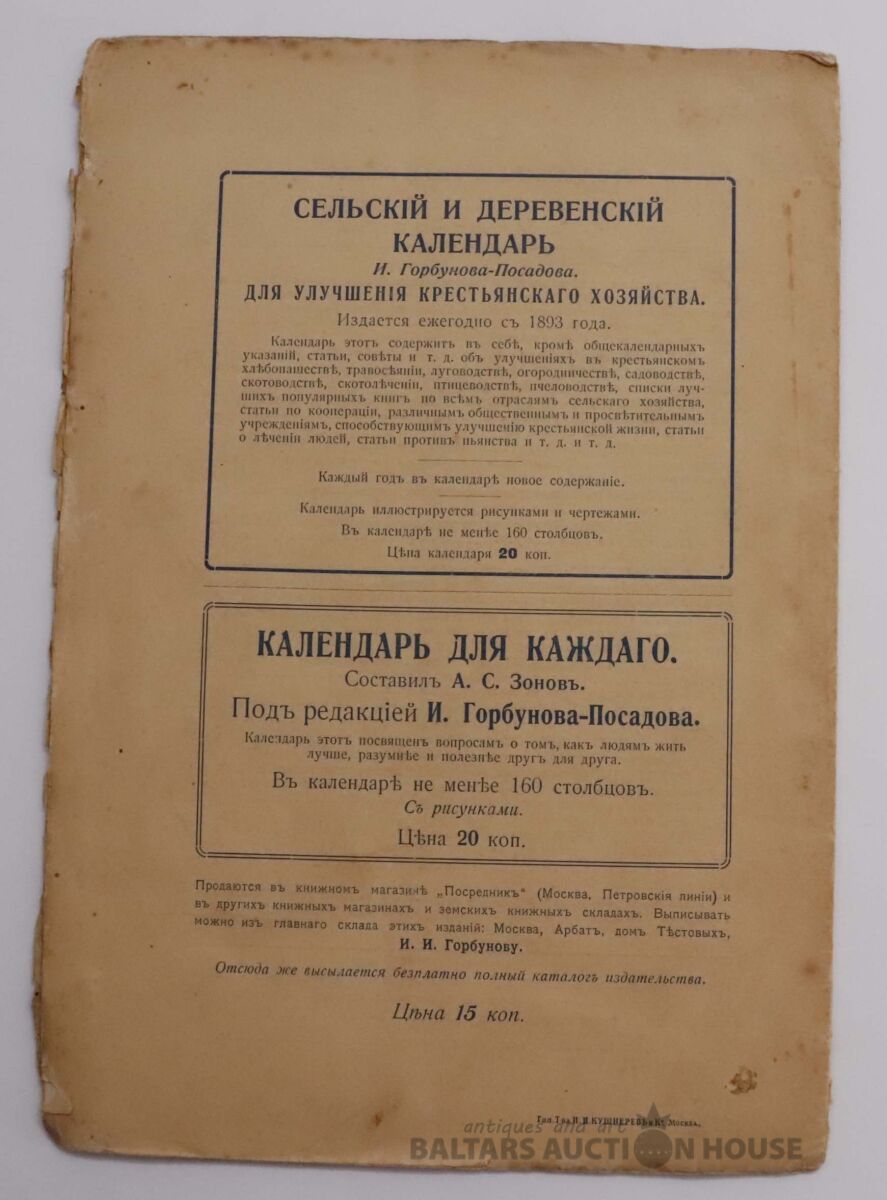 СЕЛЬСКІЙ И ДЕРЕВЕНСКІЙ
КАЛЕНДАРЬ
И. Горбунова-Посадова.
ДЛЯ УЛУЧШЕНІЯ КРЕСТЬЯНСКАГО ХОЗЯЙСТВА.
Издается ежегодно съ 1893 года.
Календарь этотъ содержитъ въ себѣ, кромѣ общекалендарныхъ
указаній, статьи, совѣты и т. д. объ улучшеніяхъ въ крестьянскомъ
хлѣбопашествѣ, травосѣяніи, луговодствѣ, огородничествѣ, садоводствѣ,
скотоводствѣ, скотолѣченіи, птицеводствѣ, пчеловодствѣ, списки луч-
шихъ популярныхъ книгъ по всѣмъ отраслямъ сельскаго хозяйства,
статьи по коопераціи, различнымъ общественнымъ и просвѣтительнымъ
учрежденіямъ, способствующимъ улучшенію крестьянской жизни, статьи
о лѣченіи людей, статьи противъ пьянства и т. д. и т. д.
Каждый годъ въ календарѣ новое содержаніе.
Календарь иллюстрируется рисунками и чертежами.
Въ календарѣ не менѣе 160 столбцовъ.
Цѣна календаря 20 коп.
КАЛЕНДАРЬ ДЛЯ КАЖДАГО.
Составилъ А. С. Зоновъ.
Подъ редакціей И. Горбунова-Посадова.
Календарь этотъ посвященъ вопросамъ о томъ, какъ людямъ жить
лучше, разумнѣе и полезнѣе другъ для друга.
Въ календарѣ не менѣе 160 столбцовъ.
Съ рисунками.
Цѣна 20 коп.
Продаются въ книжномъ магазинѣ „Посредникъ“ (Москва, Петровскія линіи) и
въ другихъ книжныхъ магазинахъ и земскихъ книжныхъ складахъ. Выписывать
можно изъ главнаго склада этихъ изданій: Москва, Арбатъ, домъ Тѣстовыхъ,
И. И. Горбунову.
Отсюда же высылается безплатно полный каталогъ издательства.
Цѣна 15 коп.
Тип. Т-ва И. Н. КУШНЕРЕВЪ и К°. Москва.
antiques and art
BALTARS AUCTION HOUSE